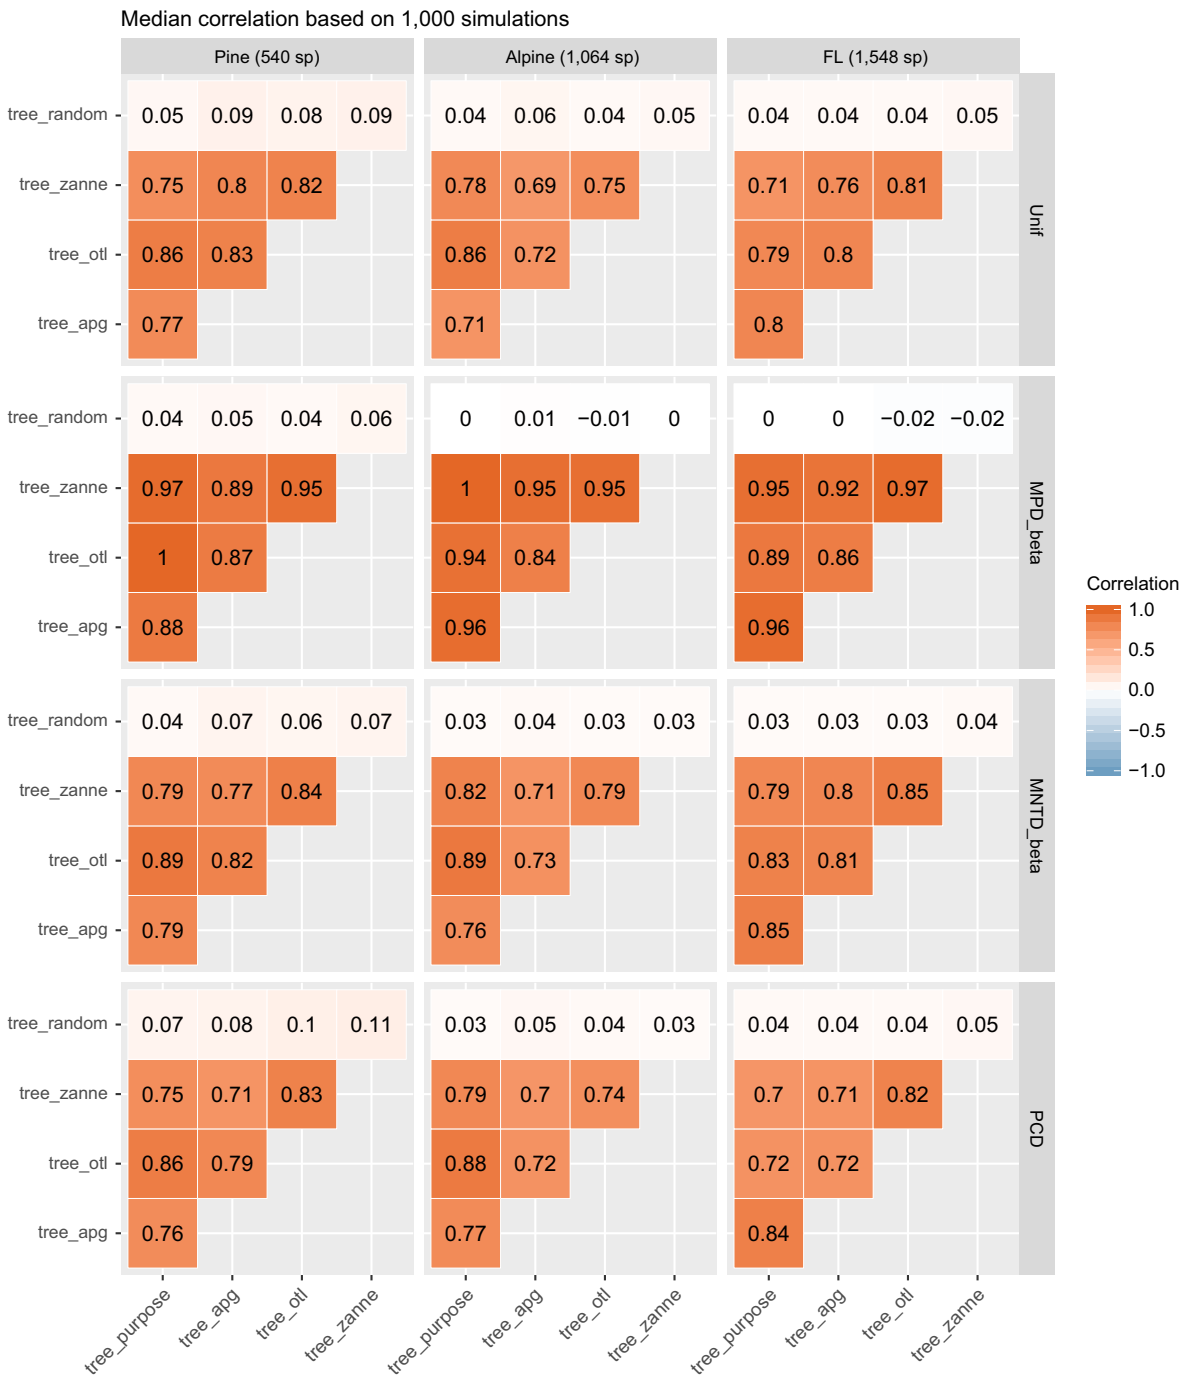 Median correlation based on 1,000 simulations
Pine (540 sp) Alpine (1,064 sp) FL (1,548 sp)
tree_random 0.05 0.09 0.08 0.09 0.04 0.06 0.04 0.05 0.04 0.04 0.04 0.05
tree_zanne 0.75 0.8 0.82 0.78 0.69 0.75 0.71 0.76 0.81
tree_otl 0.86 0.83 0.86 0.72 0.79 0.8
tree_apg 0.77 0.71 0.8
Unif
tree_random 0.04 0.05 0.04 0.06 0 0.01 −0.01 0 0 0 −0.02 −0.02
tree_zanne 0.97 0.89 0.95 1 0.95 0.95 0.95 0.92 0.97
tree_otl 1 0.87 0.94 0.84 0.89 0.86
tree_apg 0.88 0.96 0.96
MPD_beta
tree_random 0.04 0.07 0.06 0.07 0.03 0.04 0.03 0.03 0.03 0.03 0.03 0.04
tree_zanne 0.79 0.77 0.84 0.82 0.71 0.79 0.79 0.8 0.85
tree_otl 0.89 0.82 0.89 0.73 0.83 0.81
tree_apg 0.79 0.76 0.85
MNTD_beta
tree_random 0.07 0.08 0.1 0.11 0.03 0.05 0.04 0.03 0.04 0.04 0.04 0.05
tree_zanne 0.75 0.71 0.83 0.79 0.7 0.74 0.7 0.71 0.82
tree_otl 0.86 0.79 0.88 0.72 0.72 0.72
tree_apg 0.76 0.77 0.84
PCD
tree_purpose tree_apg tree_otl tree_zanne tree_purpose tree_apg tree_otl tree_zanne tree_purpose tree_apg tree_otl tree_zanne
Correlation
1.0
0.5
0.0
−0.5
−1.0